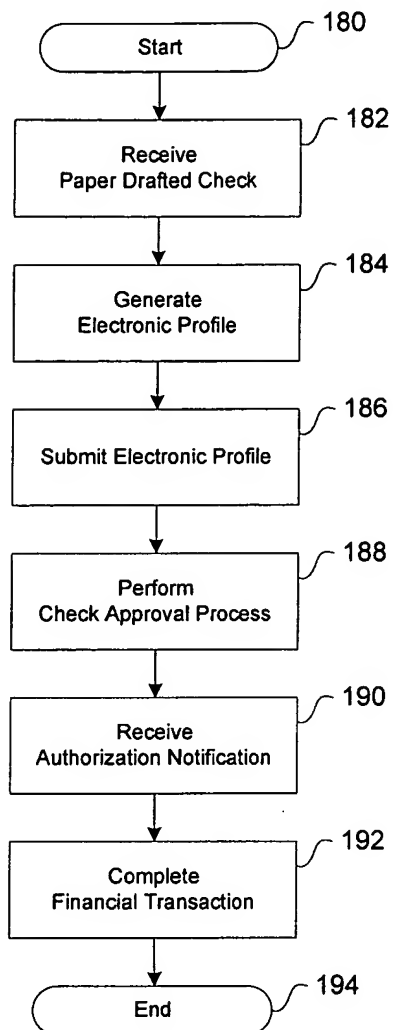 Start
180
182
Receive
Paper Drafted Check
184
Generate
Electronic Profile
186
Submit Electronic Profile
188
Perform
Check Approval Process
190
Receive
Authorization Notification
192
Complete
Financial Transaction
194
End